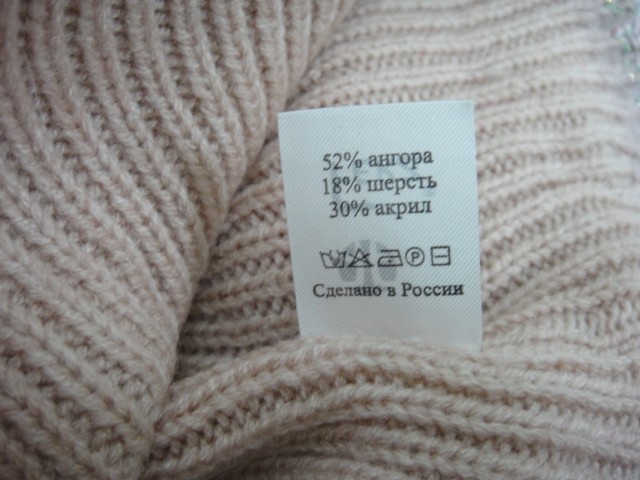 52% ангора
18% шерсть
30% акрил
P
Сделано в России